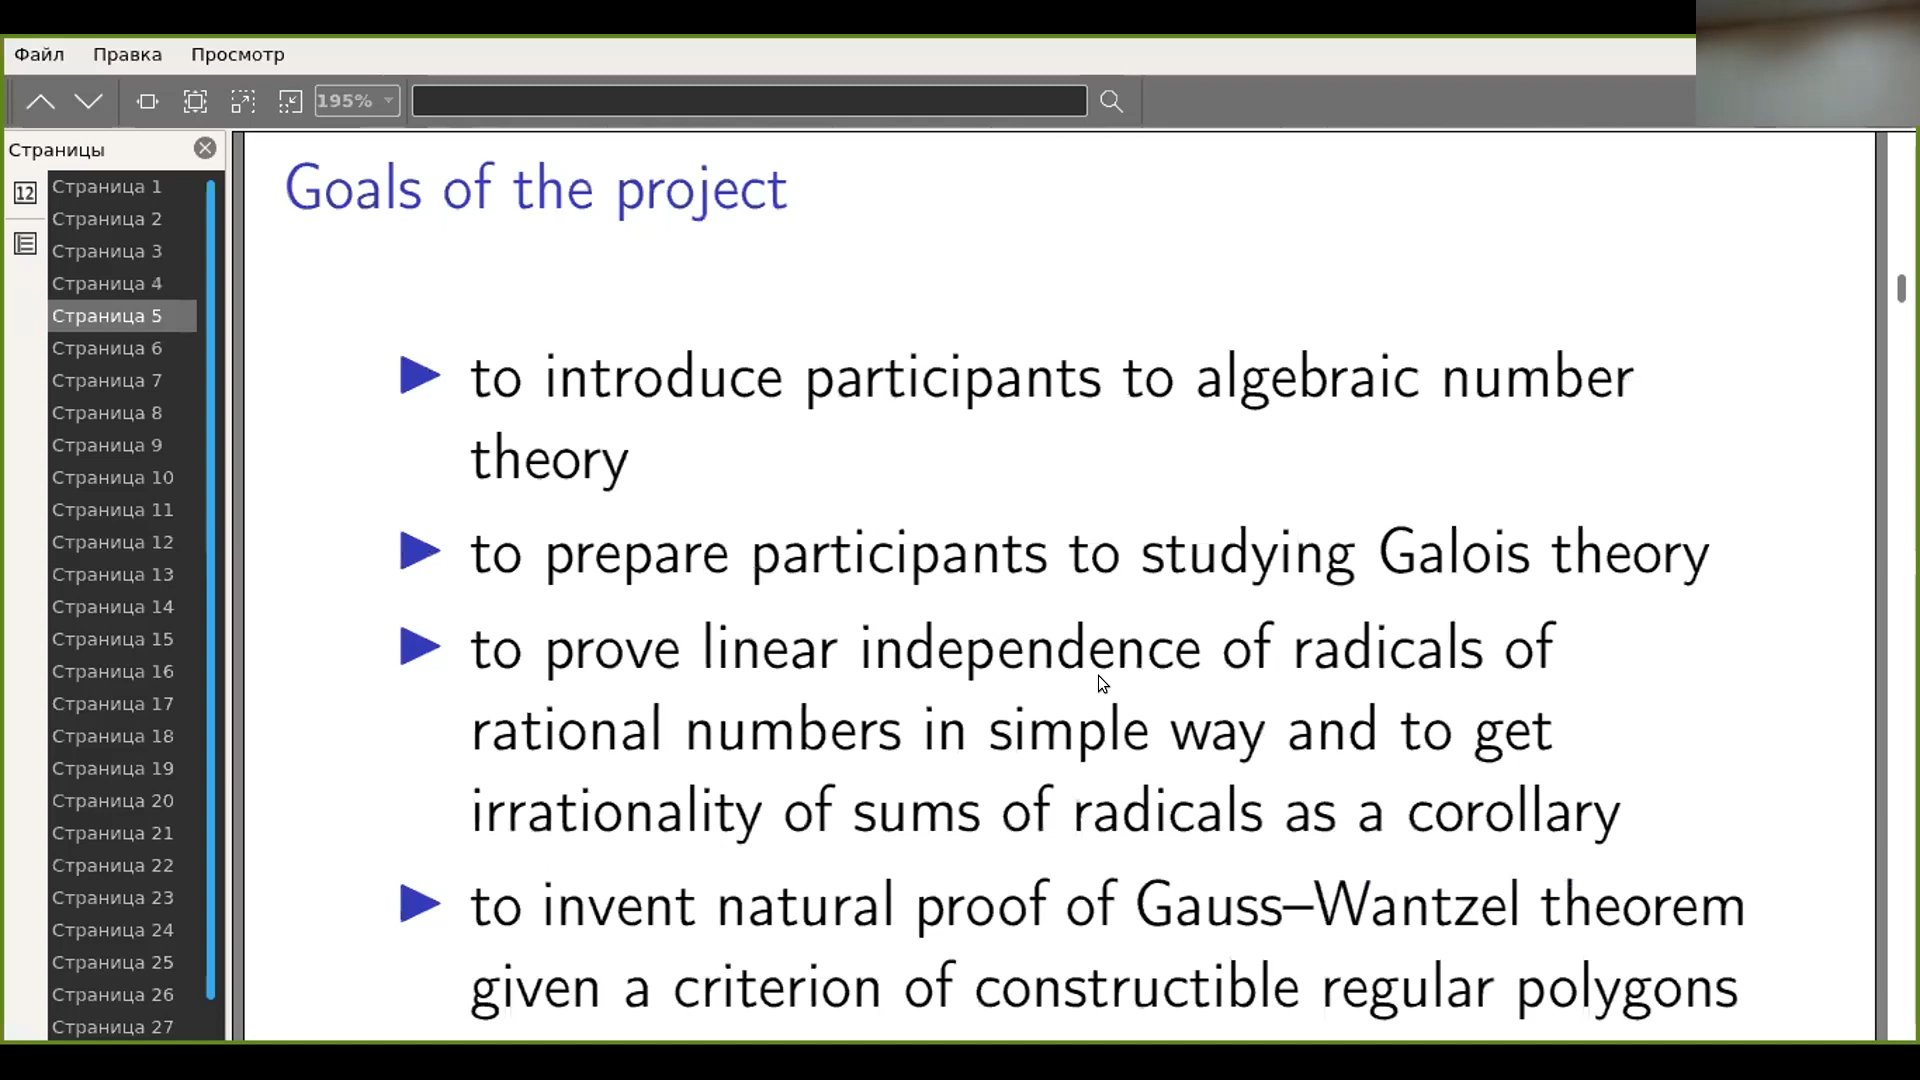 Файл Правка Просмотр
195%
Страницы
12
Страница 1
Страница 2
Страница 3
Страница 4
Страница 5
Страница 6
Страница 7
Страница 8
Страница 9
Страница 10
Страница 11
Страница 12
Страница 13
Страница 14
Страница 15
Страница 16
Страница 17
Страница 18
Страница 19
Страница 20
Страница 21
Страница 22
Страница 23
Страница 24
Страница 25
Страница 26
Страница 27
Goals of the project
▶ to introduce participants to algebraic number
theory
▶ to prepare participants to studying Galois theory
▶ to prove linear independence of radicals of
rational numbers in simple way and to get
irrationality of sums of radicals as a corollary
▶ to invent natural proof of Gauss–Wantzel theorem
given a criterion of constructible regular polygons